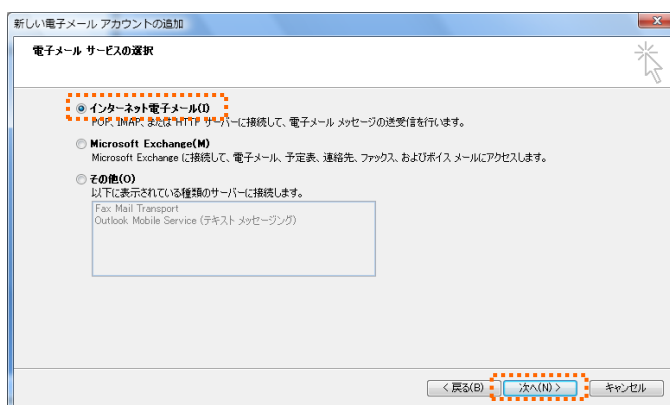 新しい電子メール アカウントの追加
電子メール サービスの選択
インターネット電子メール(I)
POP、IMAP、または HTTP サーバーに接続して、電子メール メッセージの送受信を行います。
Microsoft Exchange(M)
Microsoft Exchange に接続して、電子メール、予定表、連絡先、ファックス、およびボイス メールにアクセスします。
その他(O)
以下に表示されている種類のサーバーに接続します。
Fax Mail Transport
Outlook Mobile Service (テキスト メッセージング)
< 戻る(B) 次へ(N) > キャンセル